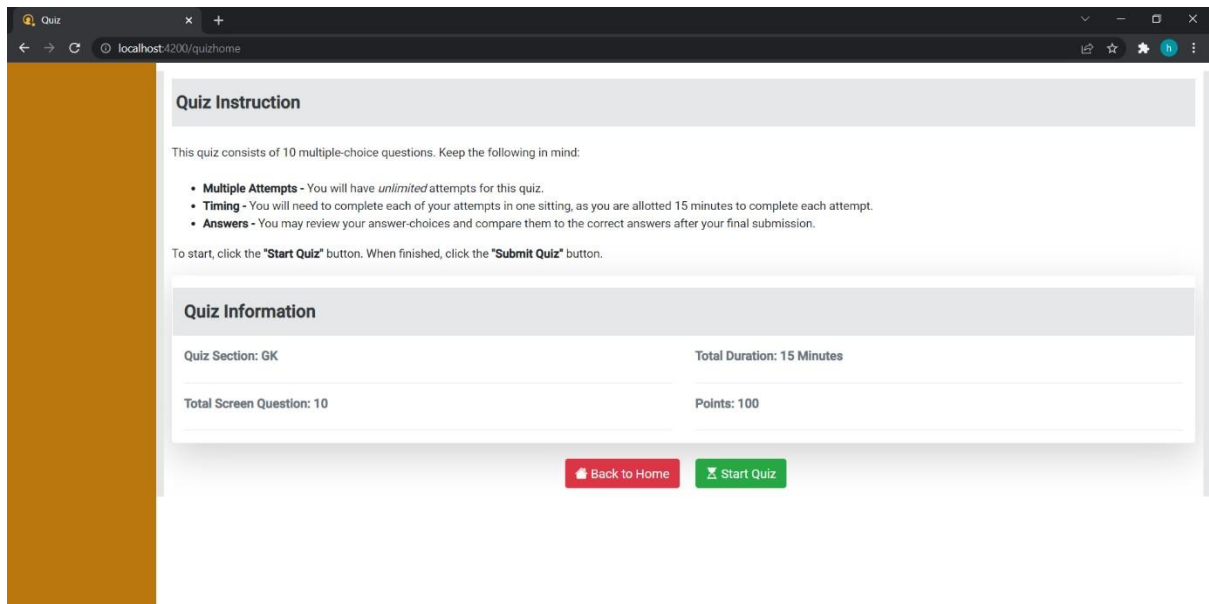 Quiz
localhost:4200/quizhome
h
Quiz Instruction
This quiz consists of 10 multiple-choice questions. Keep the following in mind:
• Multiple Attempts - You will have unlimited attempts for this quiz.
• Timing - You will need to complete each of your attempts in one sitting, as you are allotted 15 minutes to complete each attempt.
• Answers - You may review your answer-choices and compare them to the correct answers after your final submission.
To start, click the "Start Quiz" button. When finished, click the "Submit Quiz" button.
Quiz Information
Quiz Section: GK
Total Duration: 15 Minutes
Total Screen Question: 10
Points: 100
Back to Home
Start Quiz